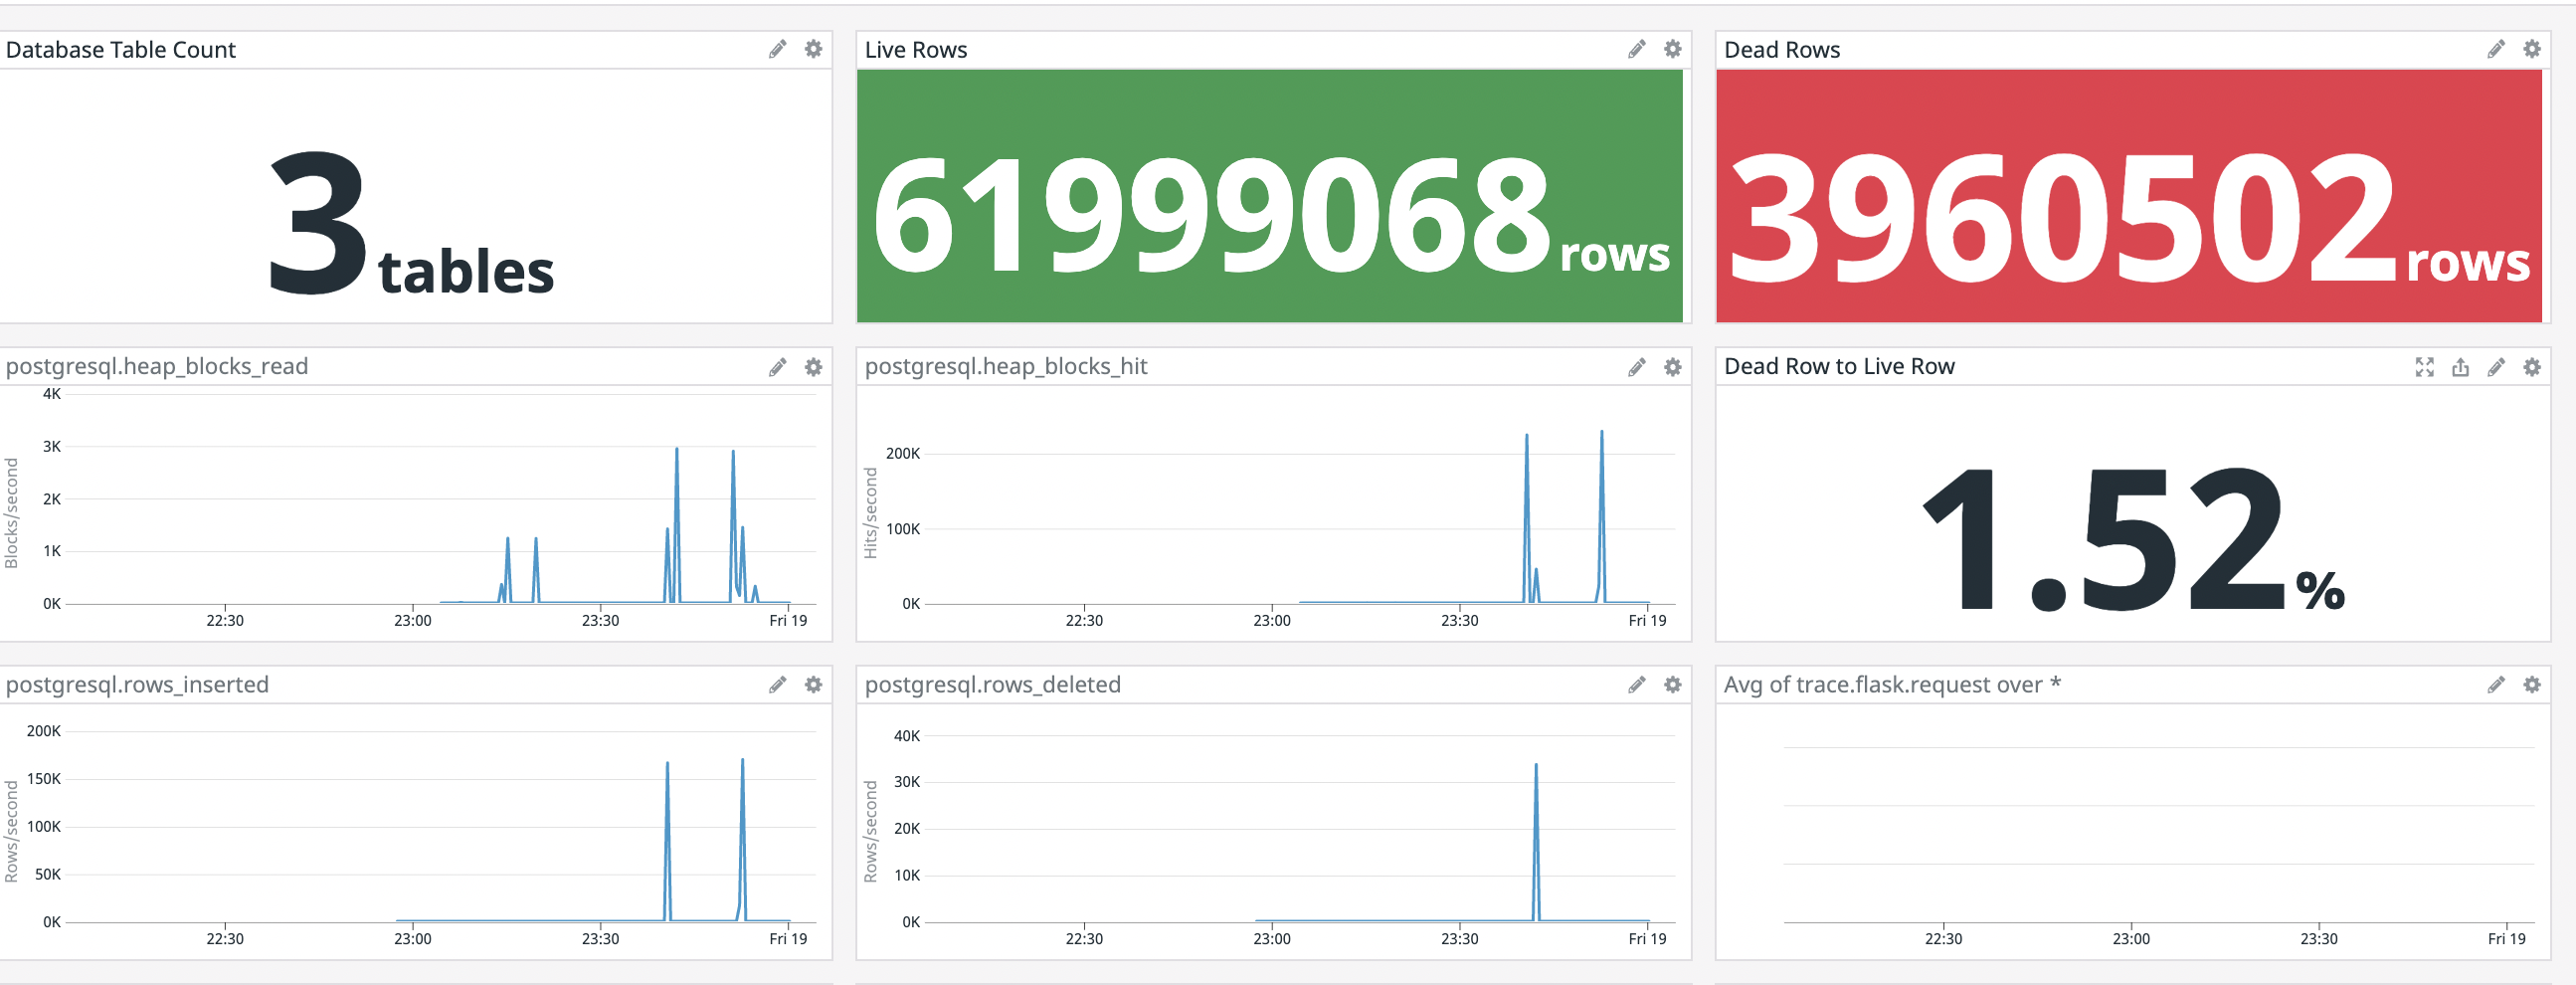 Database Table Count
3 tables
Live Rows
61999068 rows
Dead Rows
3960502 rows
postgresql.heap_blocks_read
Blocks/second
4K
3K
2K
1K
0K
22:30 23:00 23:30 Fri 19
postgresql.heap_blocks_hit
Hits/second
200K
100K
0K
22:30 23:00 23:30 Fri 19
Dead Row to Live Row
1.52%
postgresql.rows_inserted
Rows/second
200K
150K
100K
50K
0K
22:30 23:00 23:30 Fri 19
postgresql.rows_deleted
Rows/second
40K
30K
20K
10K
0K
22:30 23:00 23:30 Fri 19
Avg of trace.flask.request over *
22:30 23:00 23:30 Fri 19